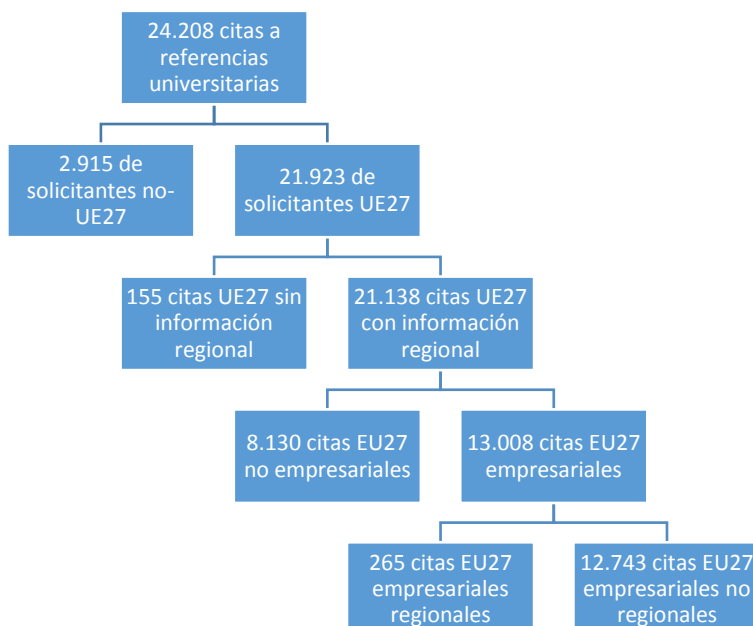 24.208 citas a
referencias
universitarias
2.915 de
solicitantes no-
UE27
21.923 de
solicitantes UE27
155 citas UE27 sin
información
regional
21.138 citas UE27
con información
regional
8.130 citas EU27
no empresariales
13.008 citas EU27
empresariales
265 citas EU27
empresariales
regionales
12.743 citas EU27
empresariales no
regionales